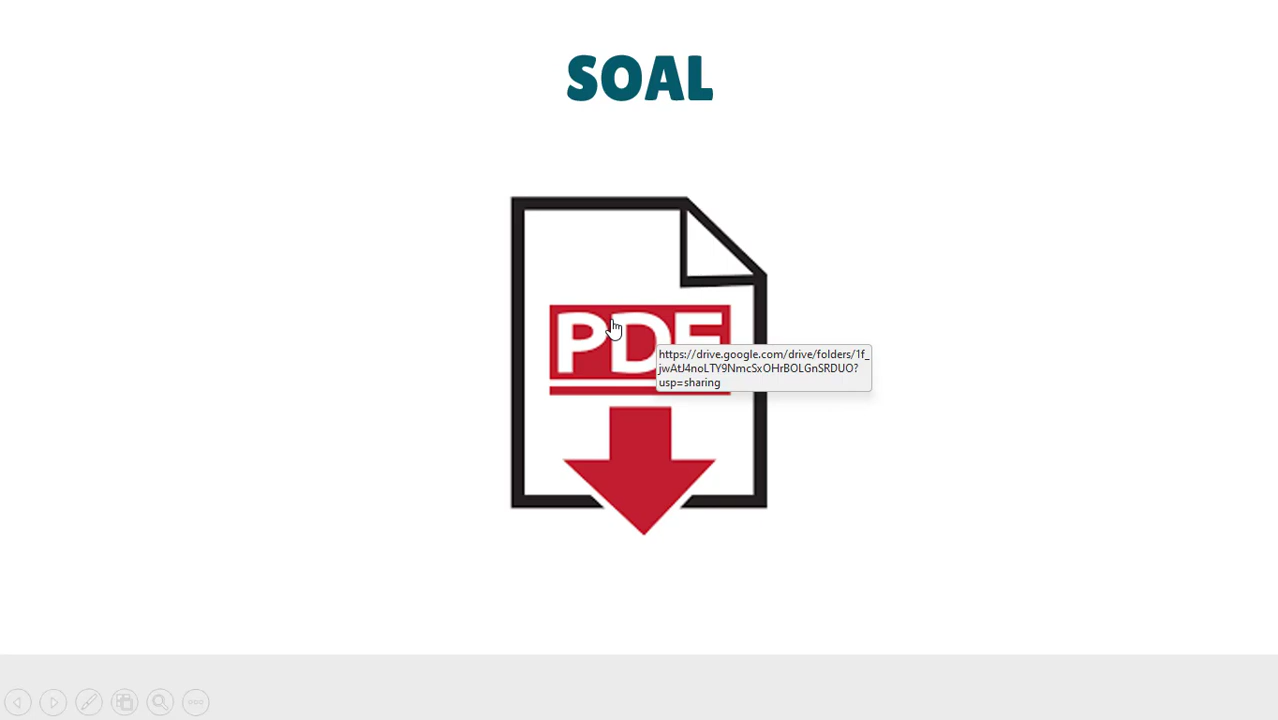 SOAL
PDF
https://drive.google.com/drive/folders/1f_
jwAtJ4noLTY9NmcSxOHrBOLGnSRDUO?
usp=sharing